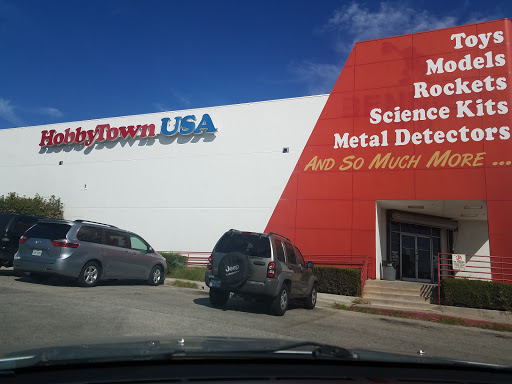 HobbyTown USA
Toys
Models
Rockets
Science Kits
Metal Detectors
And So Much More ...
Jeep